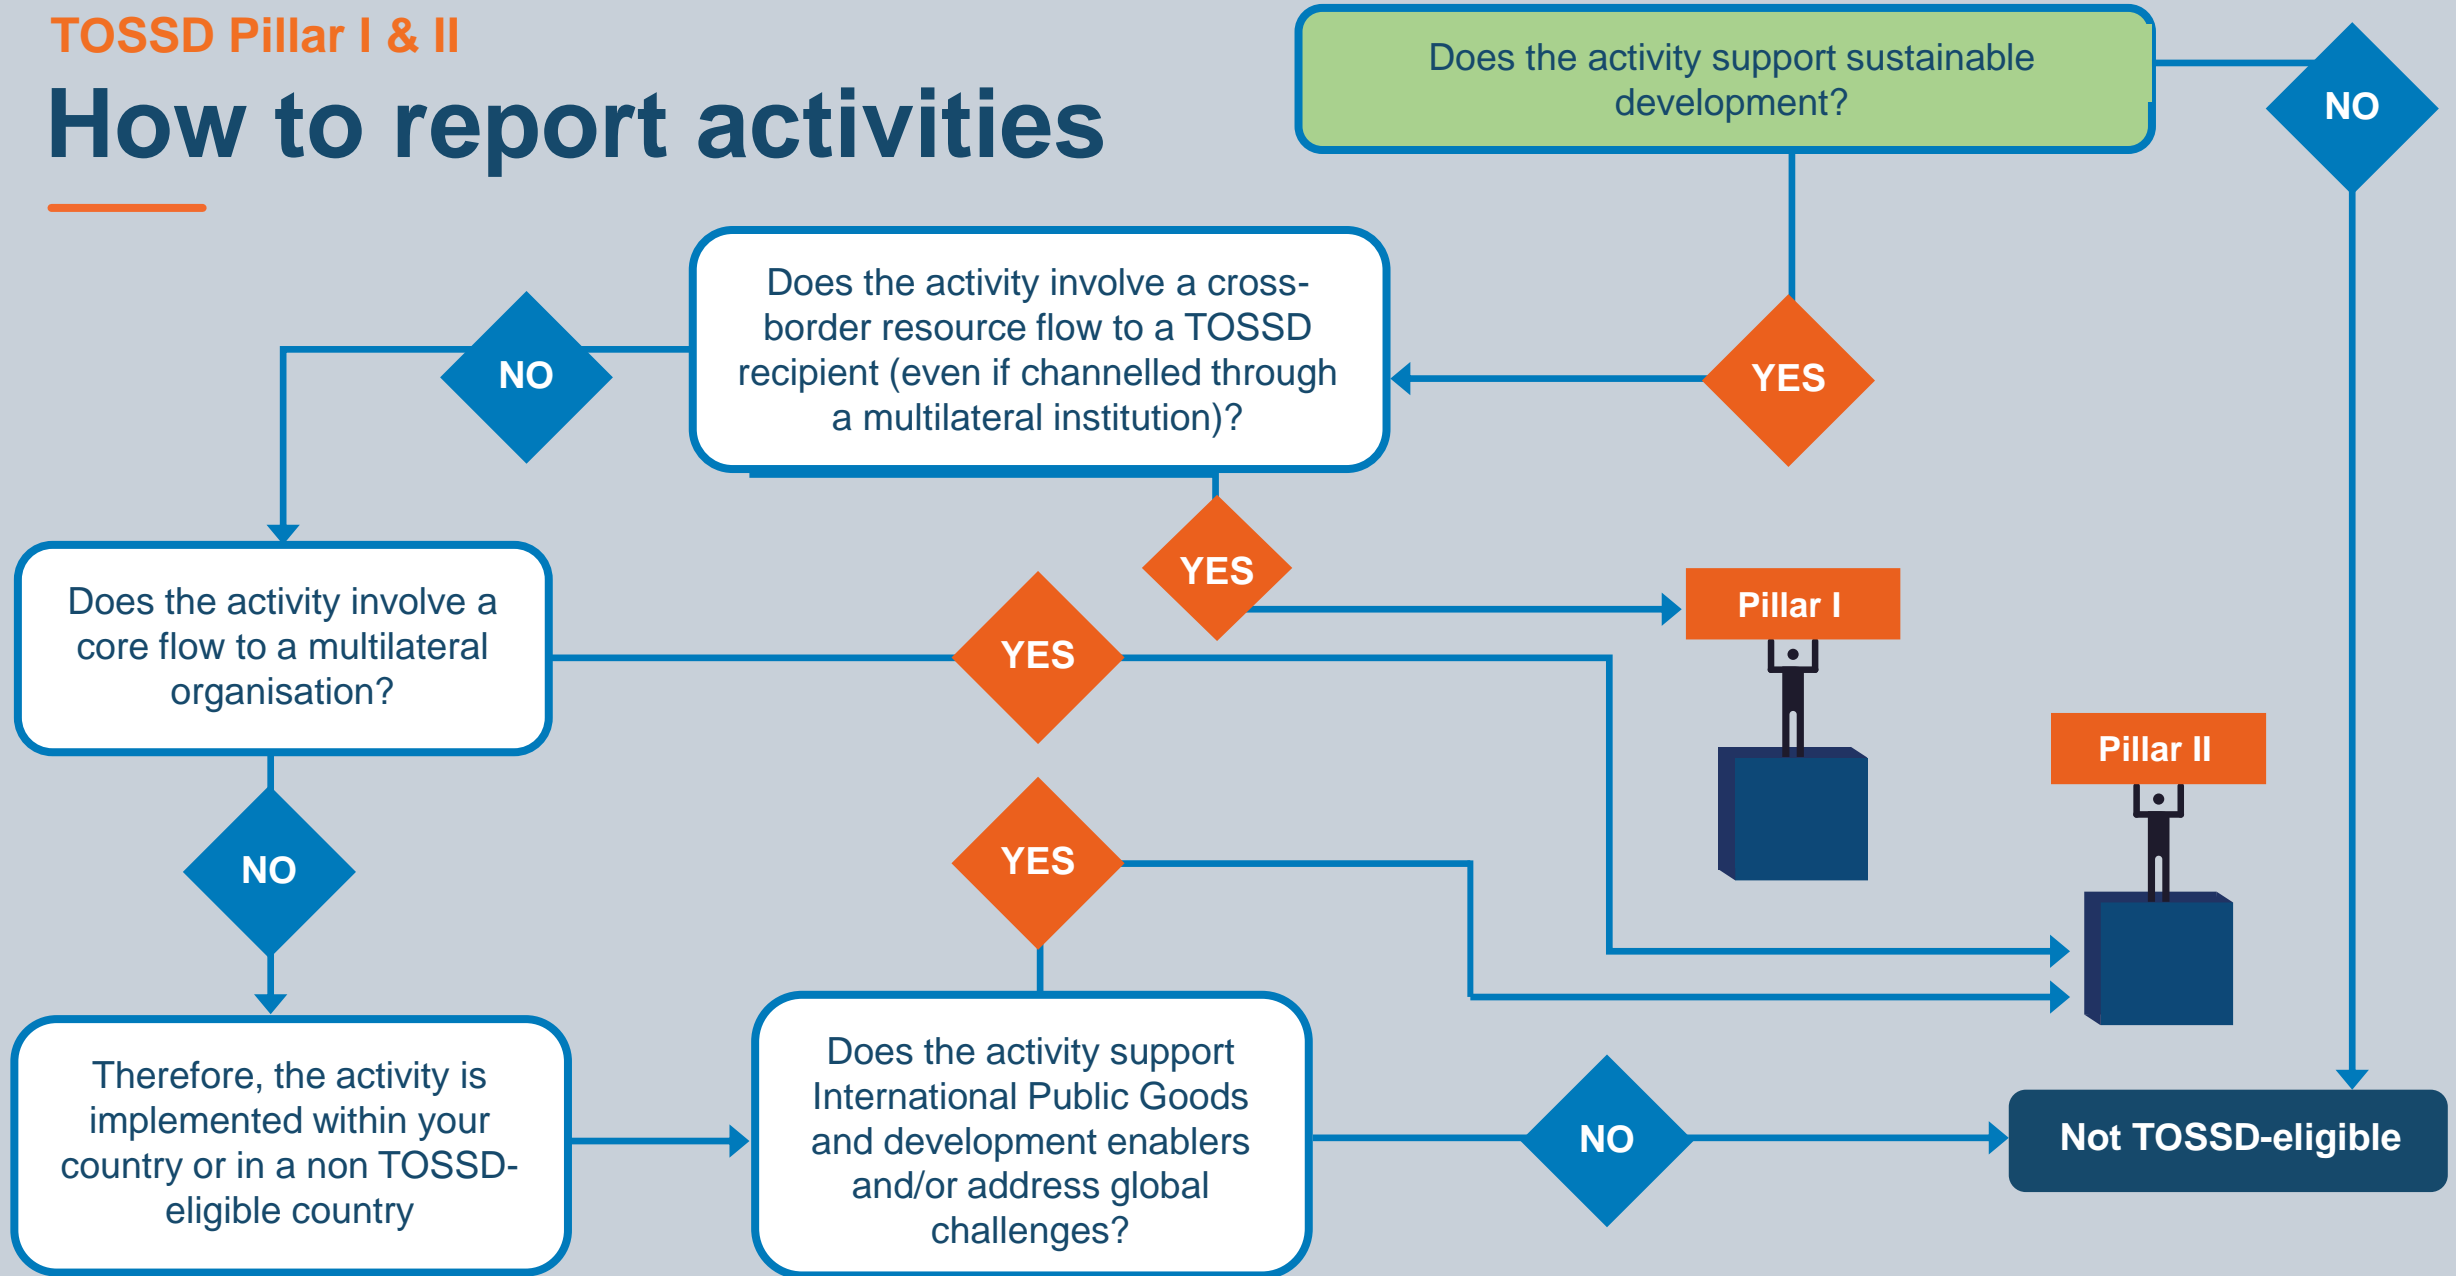 TOSSD Pillar I & II
How to report activities
Does the activity support sustainable
development?
NO
Does the activity involve a cross-
border resource flow to a TOSSD
recipient (even if channelled through
a multilateral institution)?
NO
YES
YES
Does the activity involve a
core flow to a multilateral
organisation?
YES
Pillar I
Pillar II
NO
YES
Therefore, the activity is
implemented within your
country or in a non TOSSD-
eligible country
Does the activity support
International Public Goods
and development enablers
and/or address global
challenges?
NO
Not TOSSD-eligible